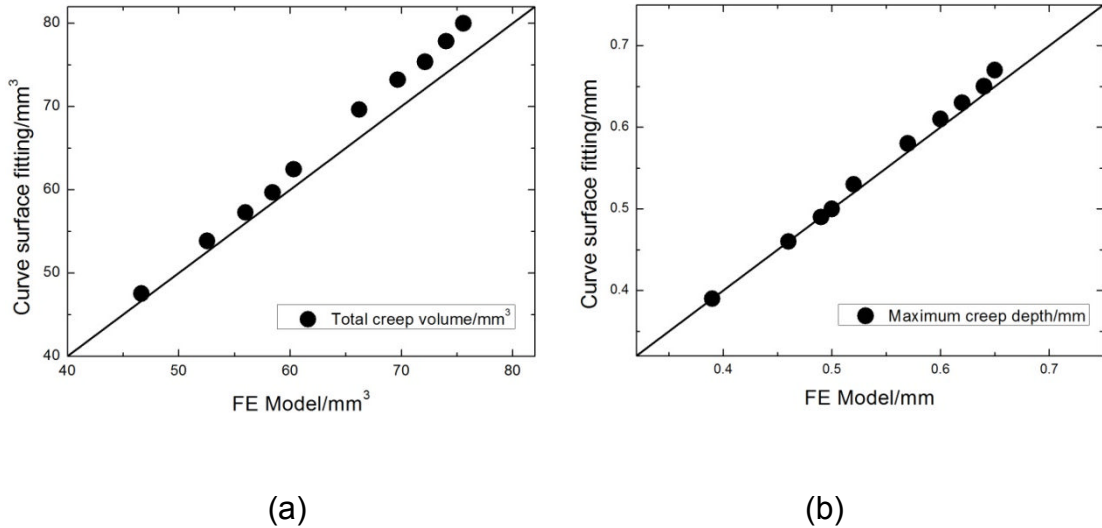 80
70
60
50
40
40
50
60
70
80
Curve surface fitting/mm³
Total creep volume/mm³
FE Model/mm³
(a)
0.7
0.6
0.5
0.4
0.4
0.5
0.6
0.7
Curve surface fitting/mm
Maximum creep depth/mm
FE Model/mm
(b)